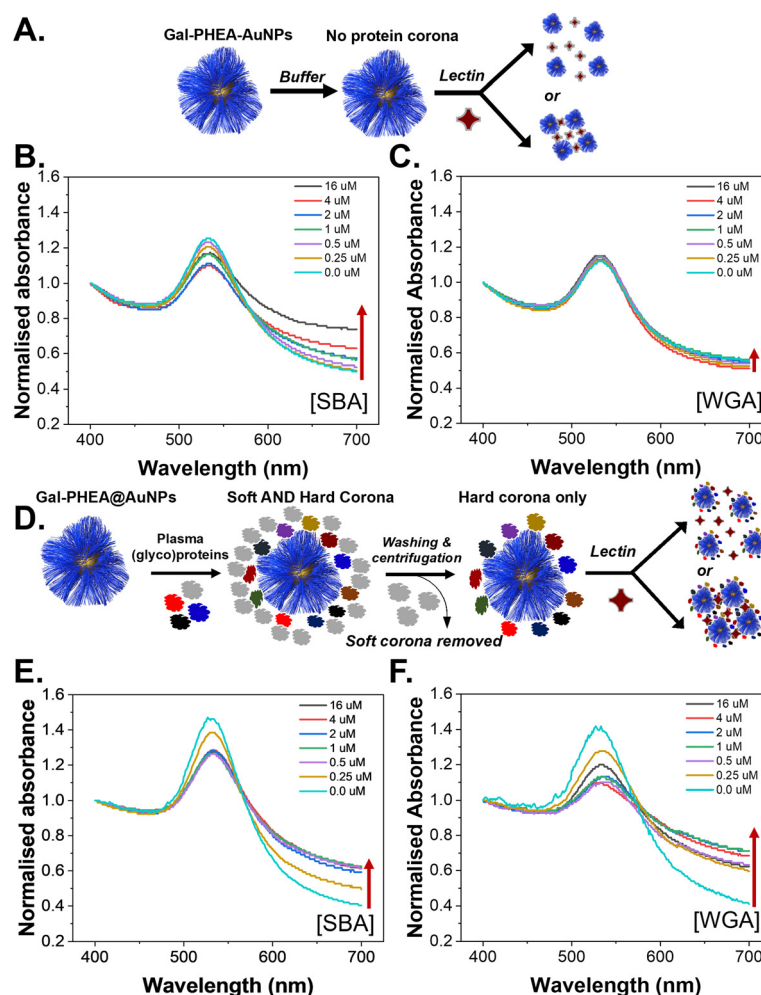 A.
Gal-PHEA-AuNPs
No protein corona
Buffer
Lectin
or
B.
Normalised absorbance
1.6
1.4
1.2
1.0
0.8
0.6
0.4
0.2
16 uM
4 uM
2 uM
1 uM
0.5 uM
0.25 uM
0.0 uM
[SBA]
400
500
600
700
Wavelength (nm)
C.
Normalised absorbance
1.6
1.4
1.2
1.0
0.8
0.6
0.4
0.2
16 uM
4 uM
2 uM
1 uM
0.5 uM
0.25 uM
0.0 uM
[WGA]
400
500
600
700
Wavelength (nm)
D.
Gal-PHEA@AuNPs
Soft AND Hard Corona
Hard corona only
Plasma
(glyco)proteins
Washing &
centrifugation
Lectin
or
Soft corona removed
E.
Normalised absorbance
1.6
1.4
1.2
1.0
0.8
0.6
0.4
0.2
16 uM
4 uM
2 uM
1 uM
0.5 uM
0.25 uM
0.0 uM
[SBA]
400
500
600
700
Wavelength (nm)
F.
Normalised absorbance
1.6
1.4
1.2
1.0
0.8
0.6
0.4
0.2
16 uM
4 uM
2 uM
1 uM
0.5 uM
0.25 uM
0.0 uM
[WGA]
400
500
600
700
Wavelength (nm)